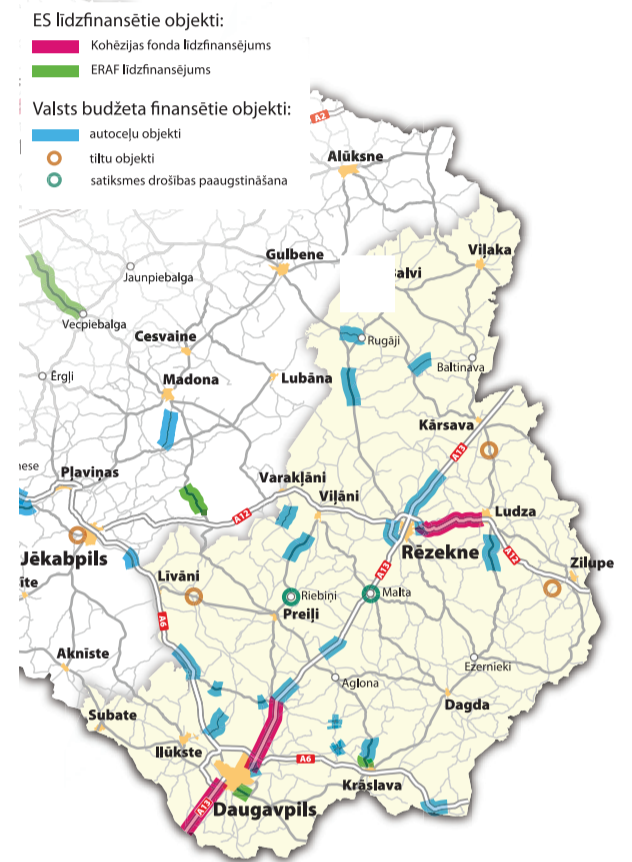 ES līdzfinansētie objekti:
Kohēzijas fonda līdzfinansējums
ERAF līdzfinansējums
Valsts budžeta finansētie objekti:
autoceļu objekti
tiltu objekti
satiksmes drošības paaugstināšana
A2
Alūksne
Gulbene
Viļaka
alvi
Jaunpiebalga
Vecpiebalga
Rugāji
Cesvaine
Baltinava
Ērgļi
Madona
Lubāna
Kārsava
A13
nese
Pļaviņas
Varakļāni
Viļāni
A12
Ludza
Rēzekne
A12
Jēkabpils
Zilupe
Līvāni
A13
īte
Riebiņi
Malta
Preiļi
A6
Akniste
Ezernieki
Aglona
Dagda
Subate
Ilūkste
A6
Krāslava
A13
Daugavpils